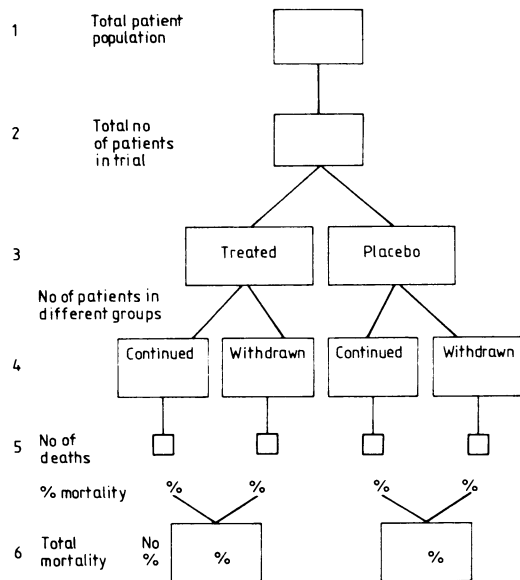 1
Total patient
population
2
Total no
of patients
in trial
3
Treated
Placebo
No of patients in
different groups
4
Continued
Withdrawn
Continued
Withdrawn
5
No of
deaths
% mortality
%
%
%
%
6
Total
mortality
No
%
%
%